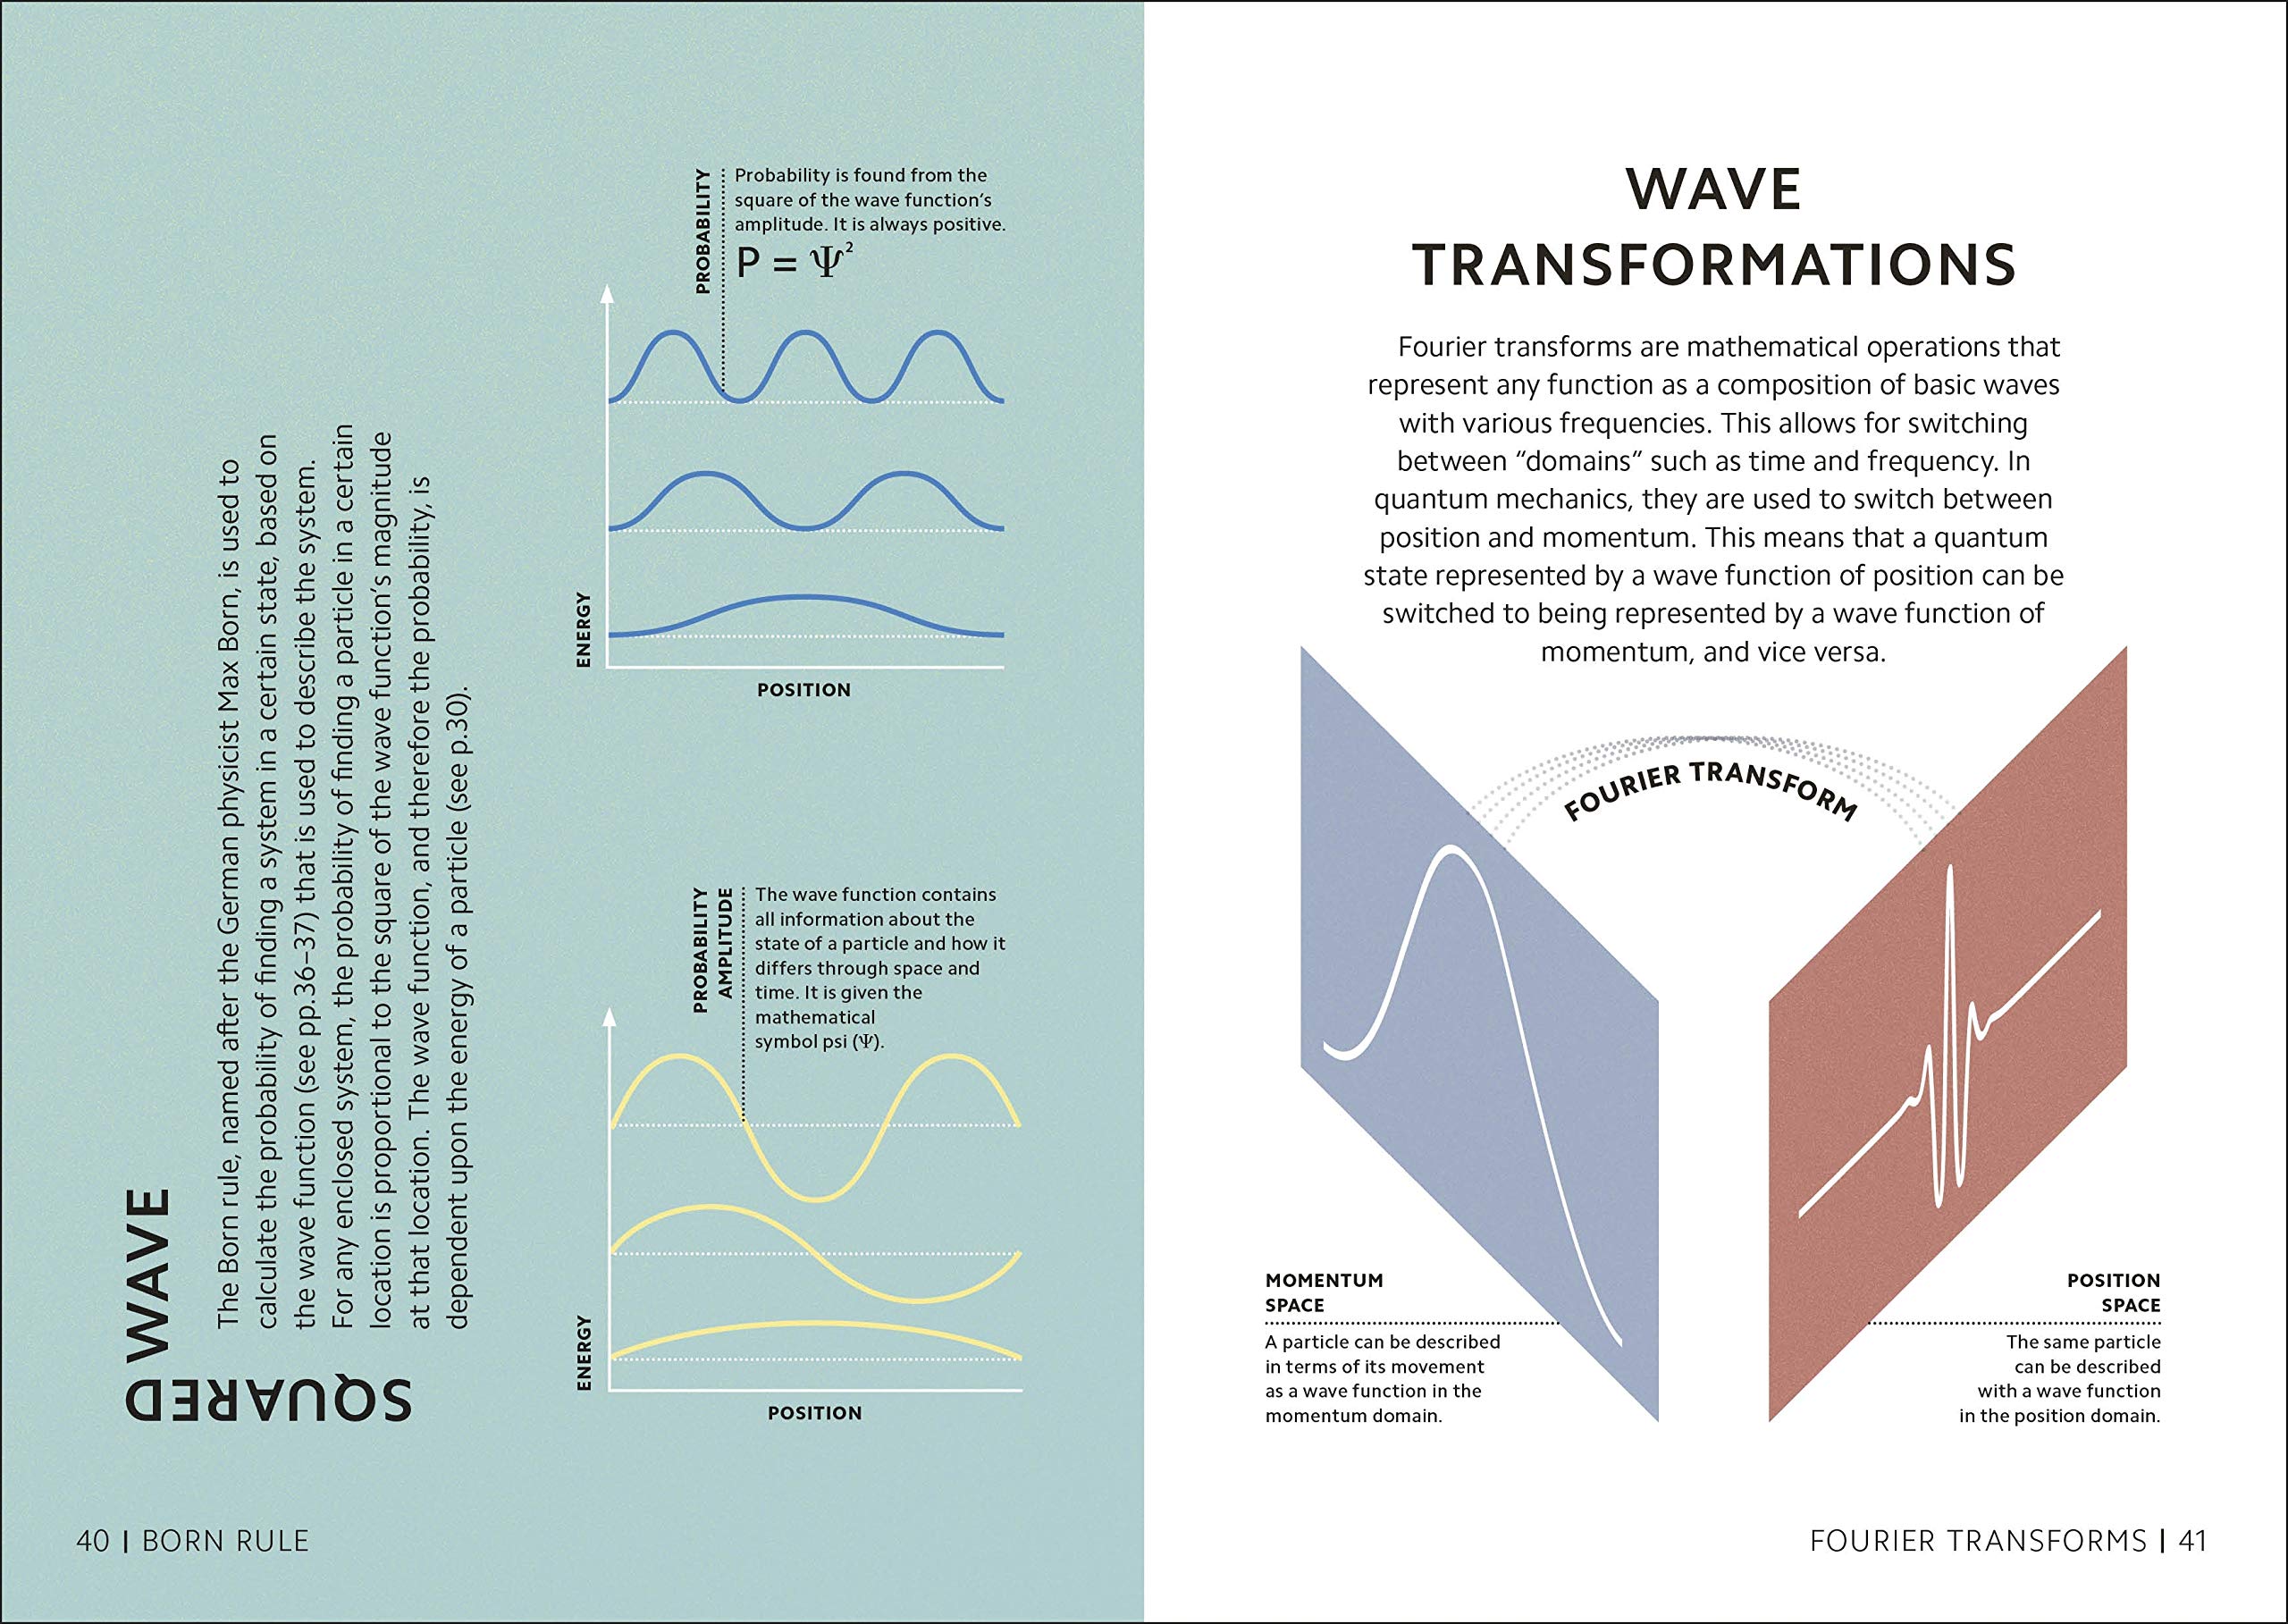 SQUARED
WAVE
The Born rule, named after the German physicist Max Born, is used to
calculate the probability of finding a system in a certain state, based on
the wave function (see pp.36–37) that is used to describe the system.
For any enclosed system, the probability of finding a particle in a certain
location is proportional to the square of the wave function’s magnitude
at that location. The wave function, and therefore the probability, is
dependent upon the energy of a particle (see p.30).
PROBABILITY
Probability is found from the
square of the wave function’s
amplitude. It is always positive.
P = Ψ²
ENERGY
POSITION
PROBABILITY
AMPLITUDE
The wave function contains
all information about the
state of a particle and how it
differs through space and
time. It is given the
mathematical
symbol psi (Ψ).
ENERGY
POSITION
40 | BORN RULE
WAVE
TRANSFORMATIONS
Fourier transforms are mathematical operations that
represent any function as a composition of basic waves
with various frequencies. This allows for switching
between “domains” such as time and frequency. In
quantum mechanics, they are used to switch between
position and momentum. This means that a quantum
state represented by a wave function of position can be
switched to being represented by a wave function of
momentum, and vice versa.
FOURIER TRANSFORM
MOMENTUM
SPACE
A particle can be described
in terms of its movement
as a wave function in the
momentum domain.
POSITION
SPACE
The same particle
can be described
with a wave function
in the position domain.
FOURIER TRANSFORMS | 41